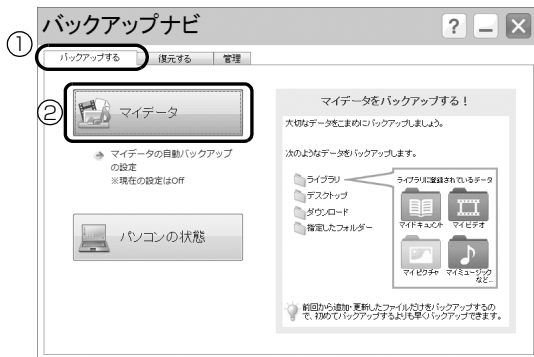 バックアップナビ
?
①
バックアップする 復元する 管理
②
マイデータ
マイデータの自動バックアップ
の設定
※現在の設定はOff
パソコンの状態
マイデータをバックアップする！
大切なデータをこまめにバックアップしましょう。
次のようなデータをバックアップします。
ライブラリ
デスクトップ
ダウンロード
指定したフォルダー
ライブラリに登録されているデータ
マイドキュメント マイビデオ
マイピクチャ マイミュージック
など...
前回から追加・更新したファイルだけをバックアップするの
で、初めてバックアップするよりも早くバックアップできます。